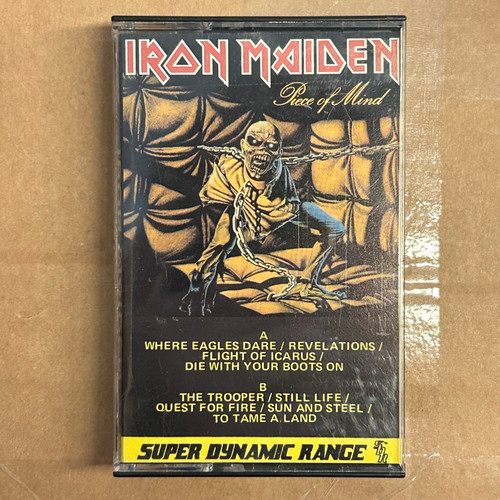 IRON MAIDEN
Piece of Mind
A
WHERE EAGLES DARE / REVELATIONS /
FLIGHT OF ICARUS /
DIE WITH YOUR BOOTS ON
B
THE TROOPER / STILL LIFE /
QUEST FOR FIRE / SUN AND STEEL /
TO TAME A LAND
SUPER DYNAMIC RANGE